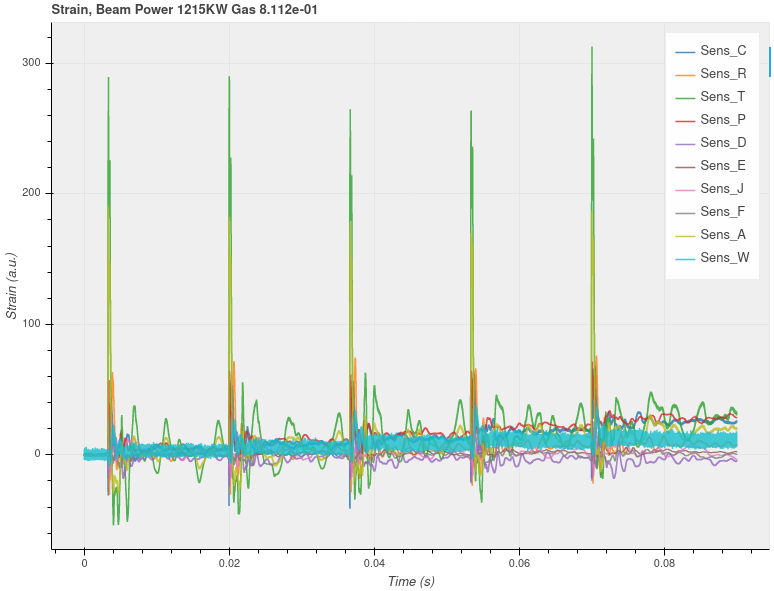 Strain, Beam Power 1215KW Gas 8.112e-01
Sens_C
Sens_R
Sens_T
Sens_P
Sens_D
Sens_E
Sens_J
Sens_F
Sens_A
Sens_W
300
200
100
0
Strain (a.u.)
0
0.02
0.04
0.06
0.08
Time (s)